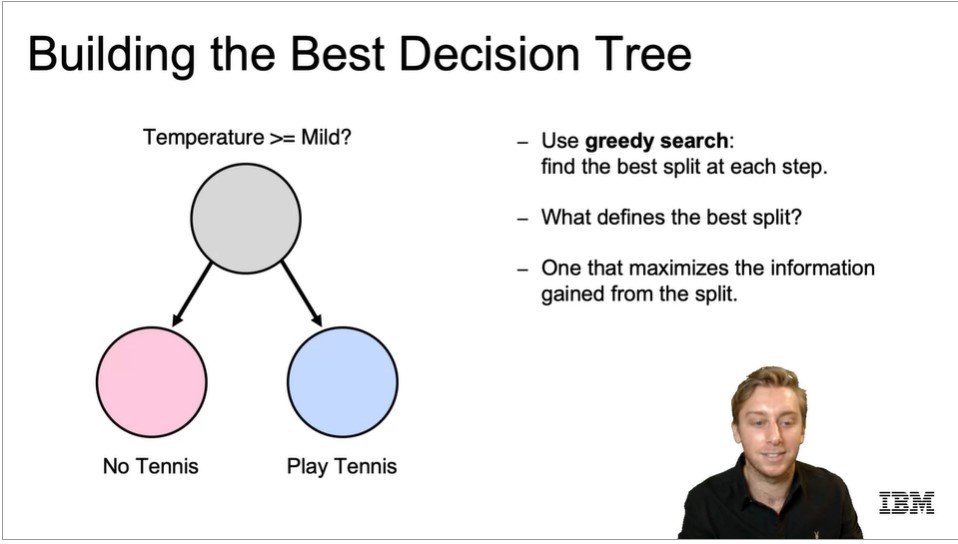 Building the Best Decision Tree
Temperature >= Mild?
No Tennis
Play Tennis
– Use greedy search:
find the best split at each step.
– What defines the best split?
– One that maximizes the information
gained from the split.
IBM